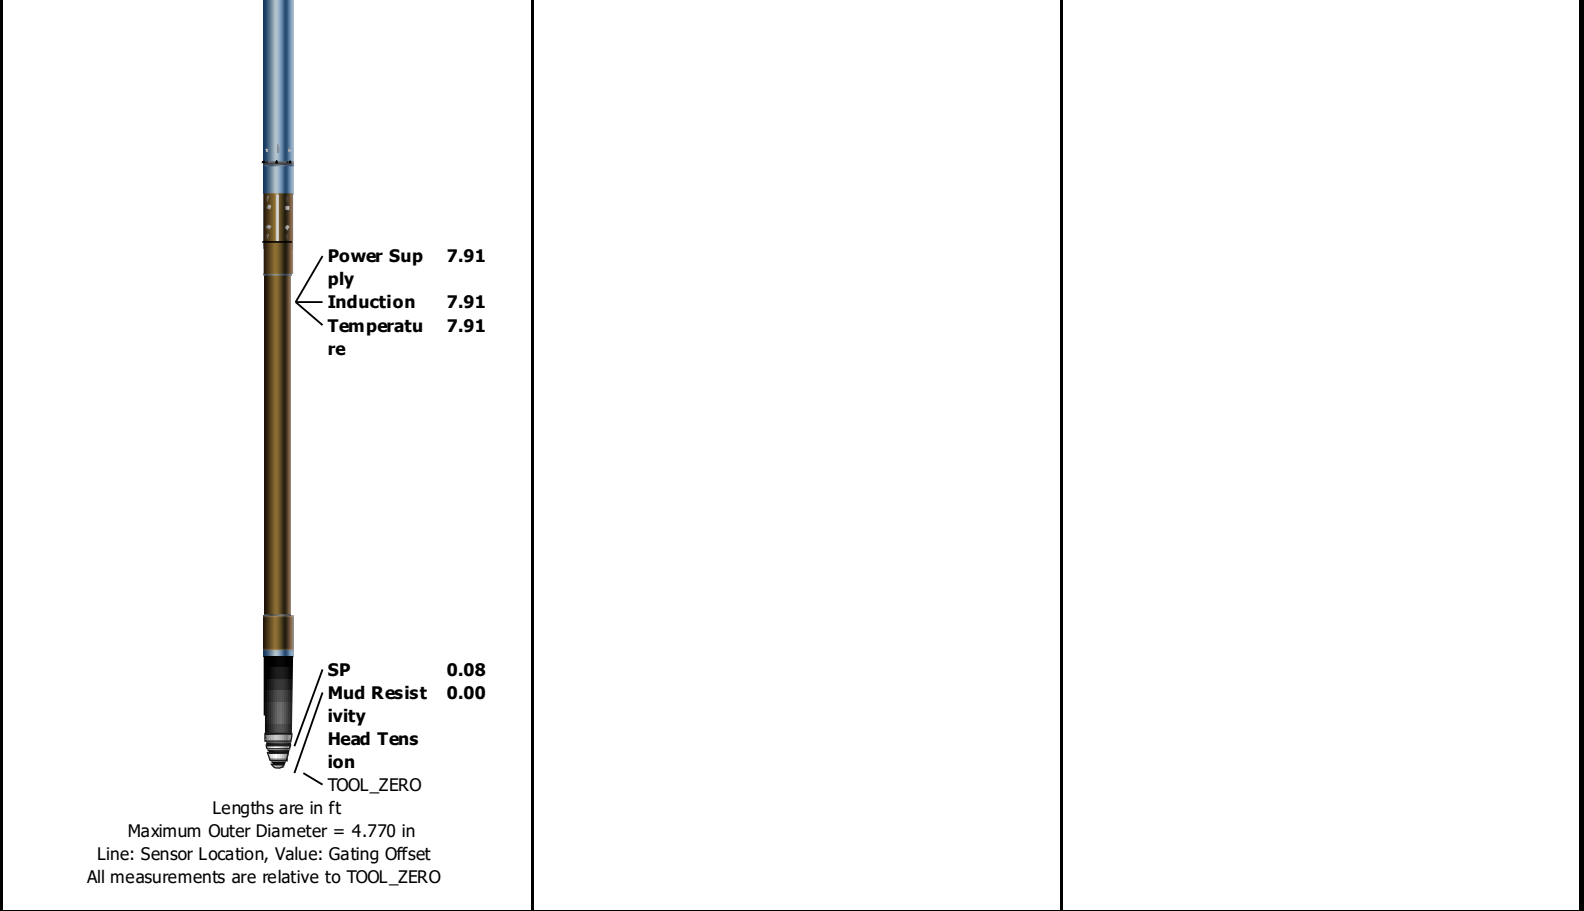 Power Sup 7.91
ply
Induction 7.91
Temperatu 7.91
re
SP 0.08
Mud Resist 0.00
ivity
Head Tens
ion
TOOL_ZERO
Lengths are in ft
Maximum Outer Diameter = 4.770 in
Line: Sensor Location, Value: Gating Offset
All measurements are relative to TOOL_ZERO